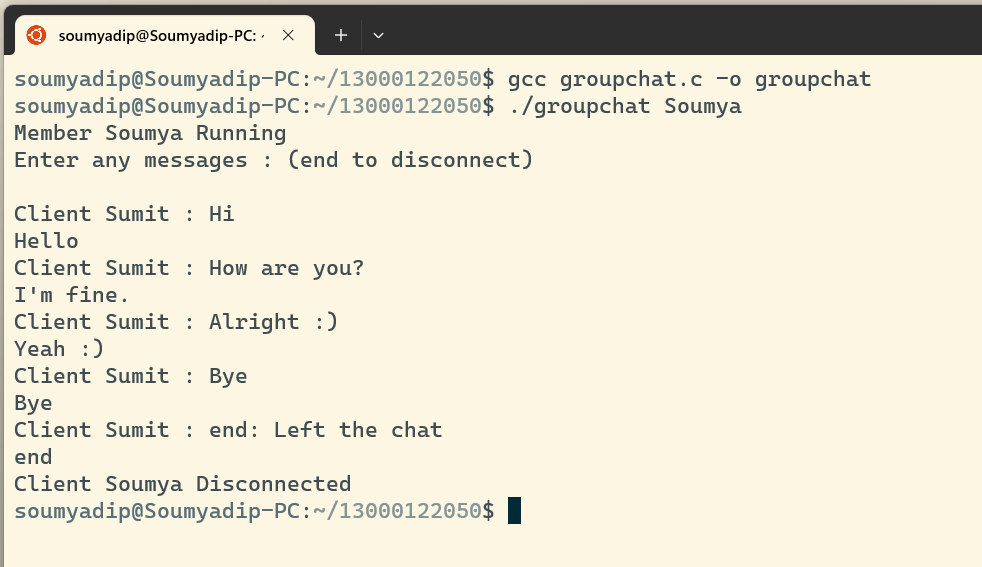 soumyadip@Soumyadip-PC: ~
soumyadip@Soumyadip-PC:~/13000122050$ gcc groupchat.c -o groupchat
soumyadip@Soumyadip-PC:~/13000122050$ ./groupchat Soumya
Member Soumya Running
Enter any messages : (end to disconnect)
Client Sumit : Hi
Hello
Client Sumit : How are you?
I'm fine.
Client Sumit : Alright :)
Yeah :)
Client Sumit : Bye
Bye
Client Sumit : end: Left the chat
end
Client Soumya Disconnected
soumyadip@Soumyadip-PC:~/13000122050$